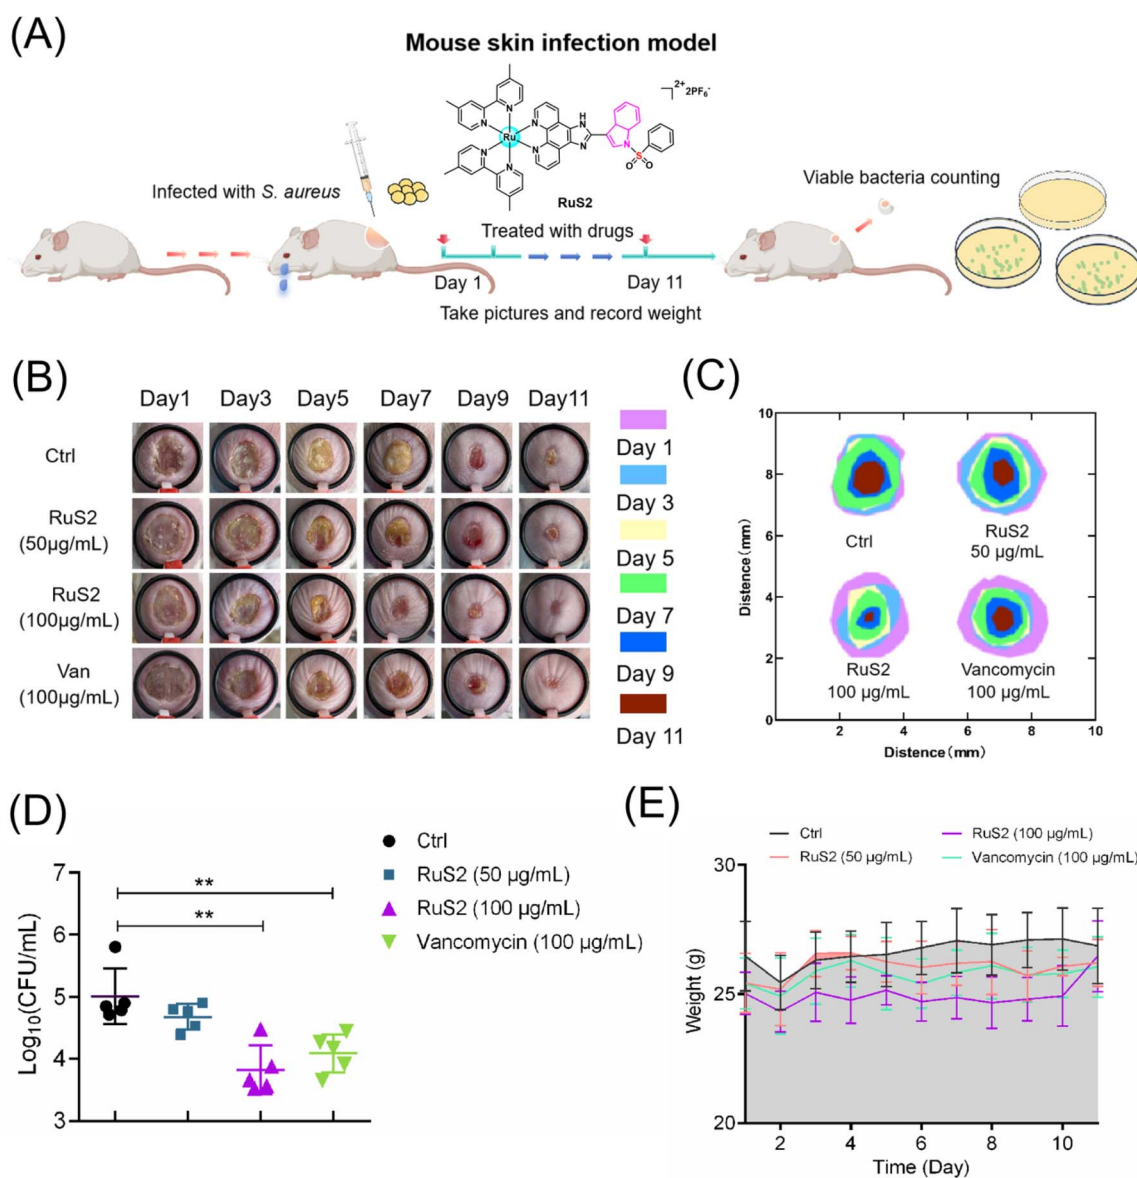 (A)
Mouse skin infection model
N
N
N
N
N
N
Ru
H
N
N
N
S
O
O
2+
2PF6-
RuS2
Infected with S. aureus
Treated with drugs
Viable bacteria counting
Day 1
Day 11
Take pictures and record weight
(B)
Day1 Day3 Day5 Day7 Day9 Day11
Ctrl
RuS2
(50μg/mL)
RuS2
(100μg/mL)
Van
(100μg/mL)
Day 1
Day 3
Day 5
Day 7
Day 9
Day 11
(C)
Distence(mm)
10
8
6
4
2
0
Ctrl
RuS2
50 μg/mL
RuS2
100 μg/mL
Vancomycin
100 μg/mL
2 4 6 8 10
Distence(mm)
(D)
Ctrl
RuS2 (50 μg/mL)
RuS2 (100 μg/mL)
Vancomycin (100 μg/mL)
Log10(CFU/mL)
7
6
5
4
3
**
**
(E)
Ctrl
RuS2 (50 μg/mL)
RuS2 (100 μg/mL)
Vancomycin (100 μg/mL)
Weight (g)
30
25
20
2 4 6 8 10
Time (Day)